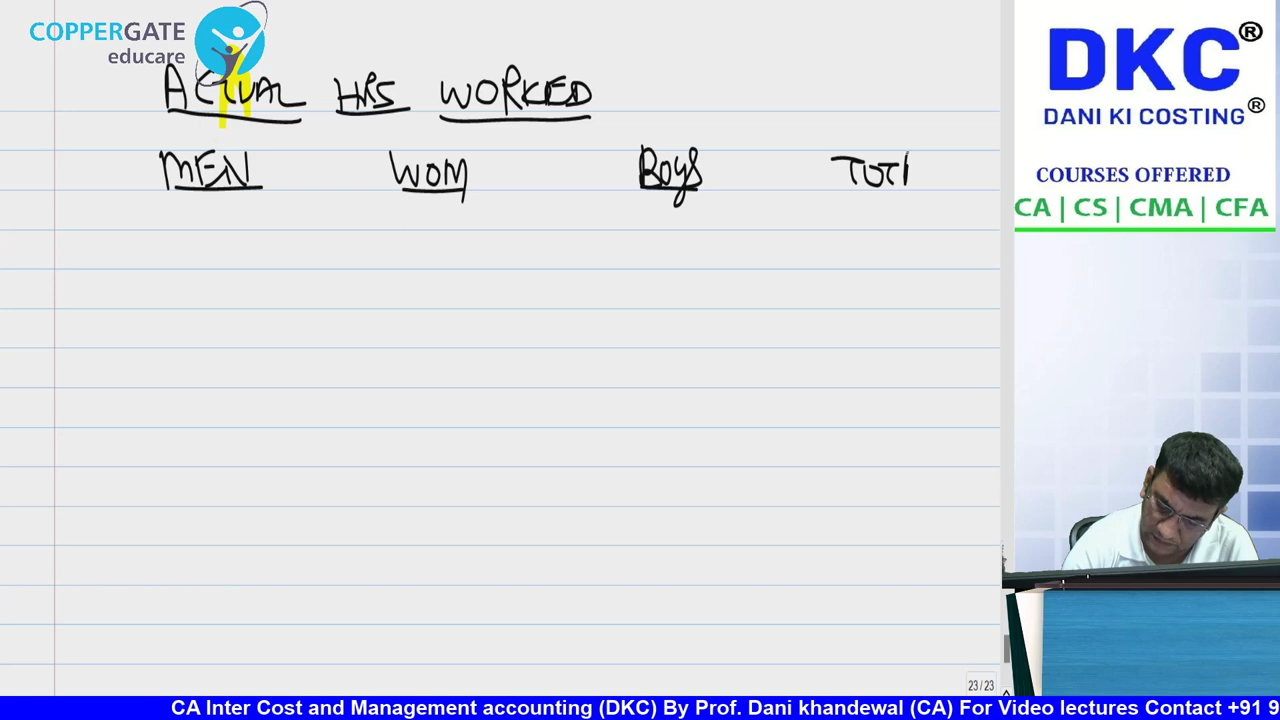 COPPERGATE
educare
ACTUAL HRS WORKED
MEN WOM Boys TOT
DKC®
DANI KI COSTING®
COURSES OFFERED
CA | CS | CMA | CFA
23/23
CA Inter Cost and Management accounting (DKC) By Prof. Dani khandewal (CA) For Video lectures Contact +91 9